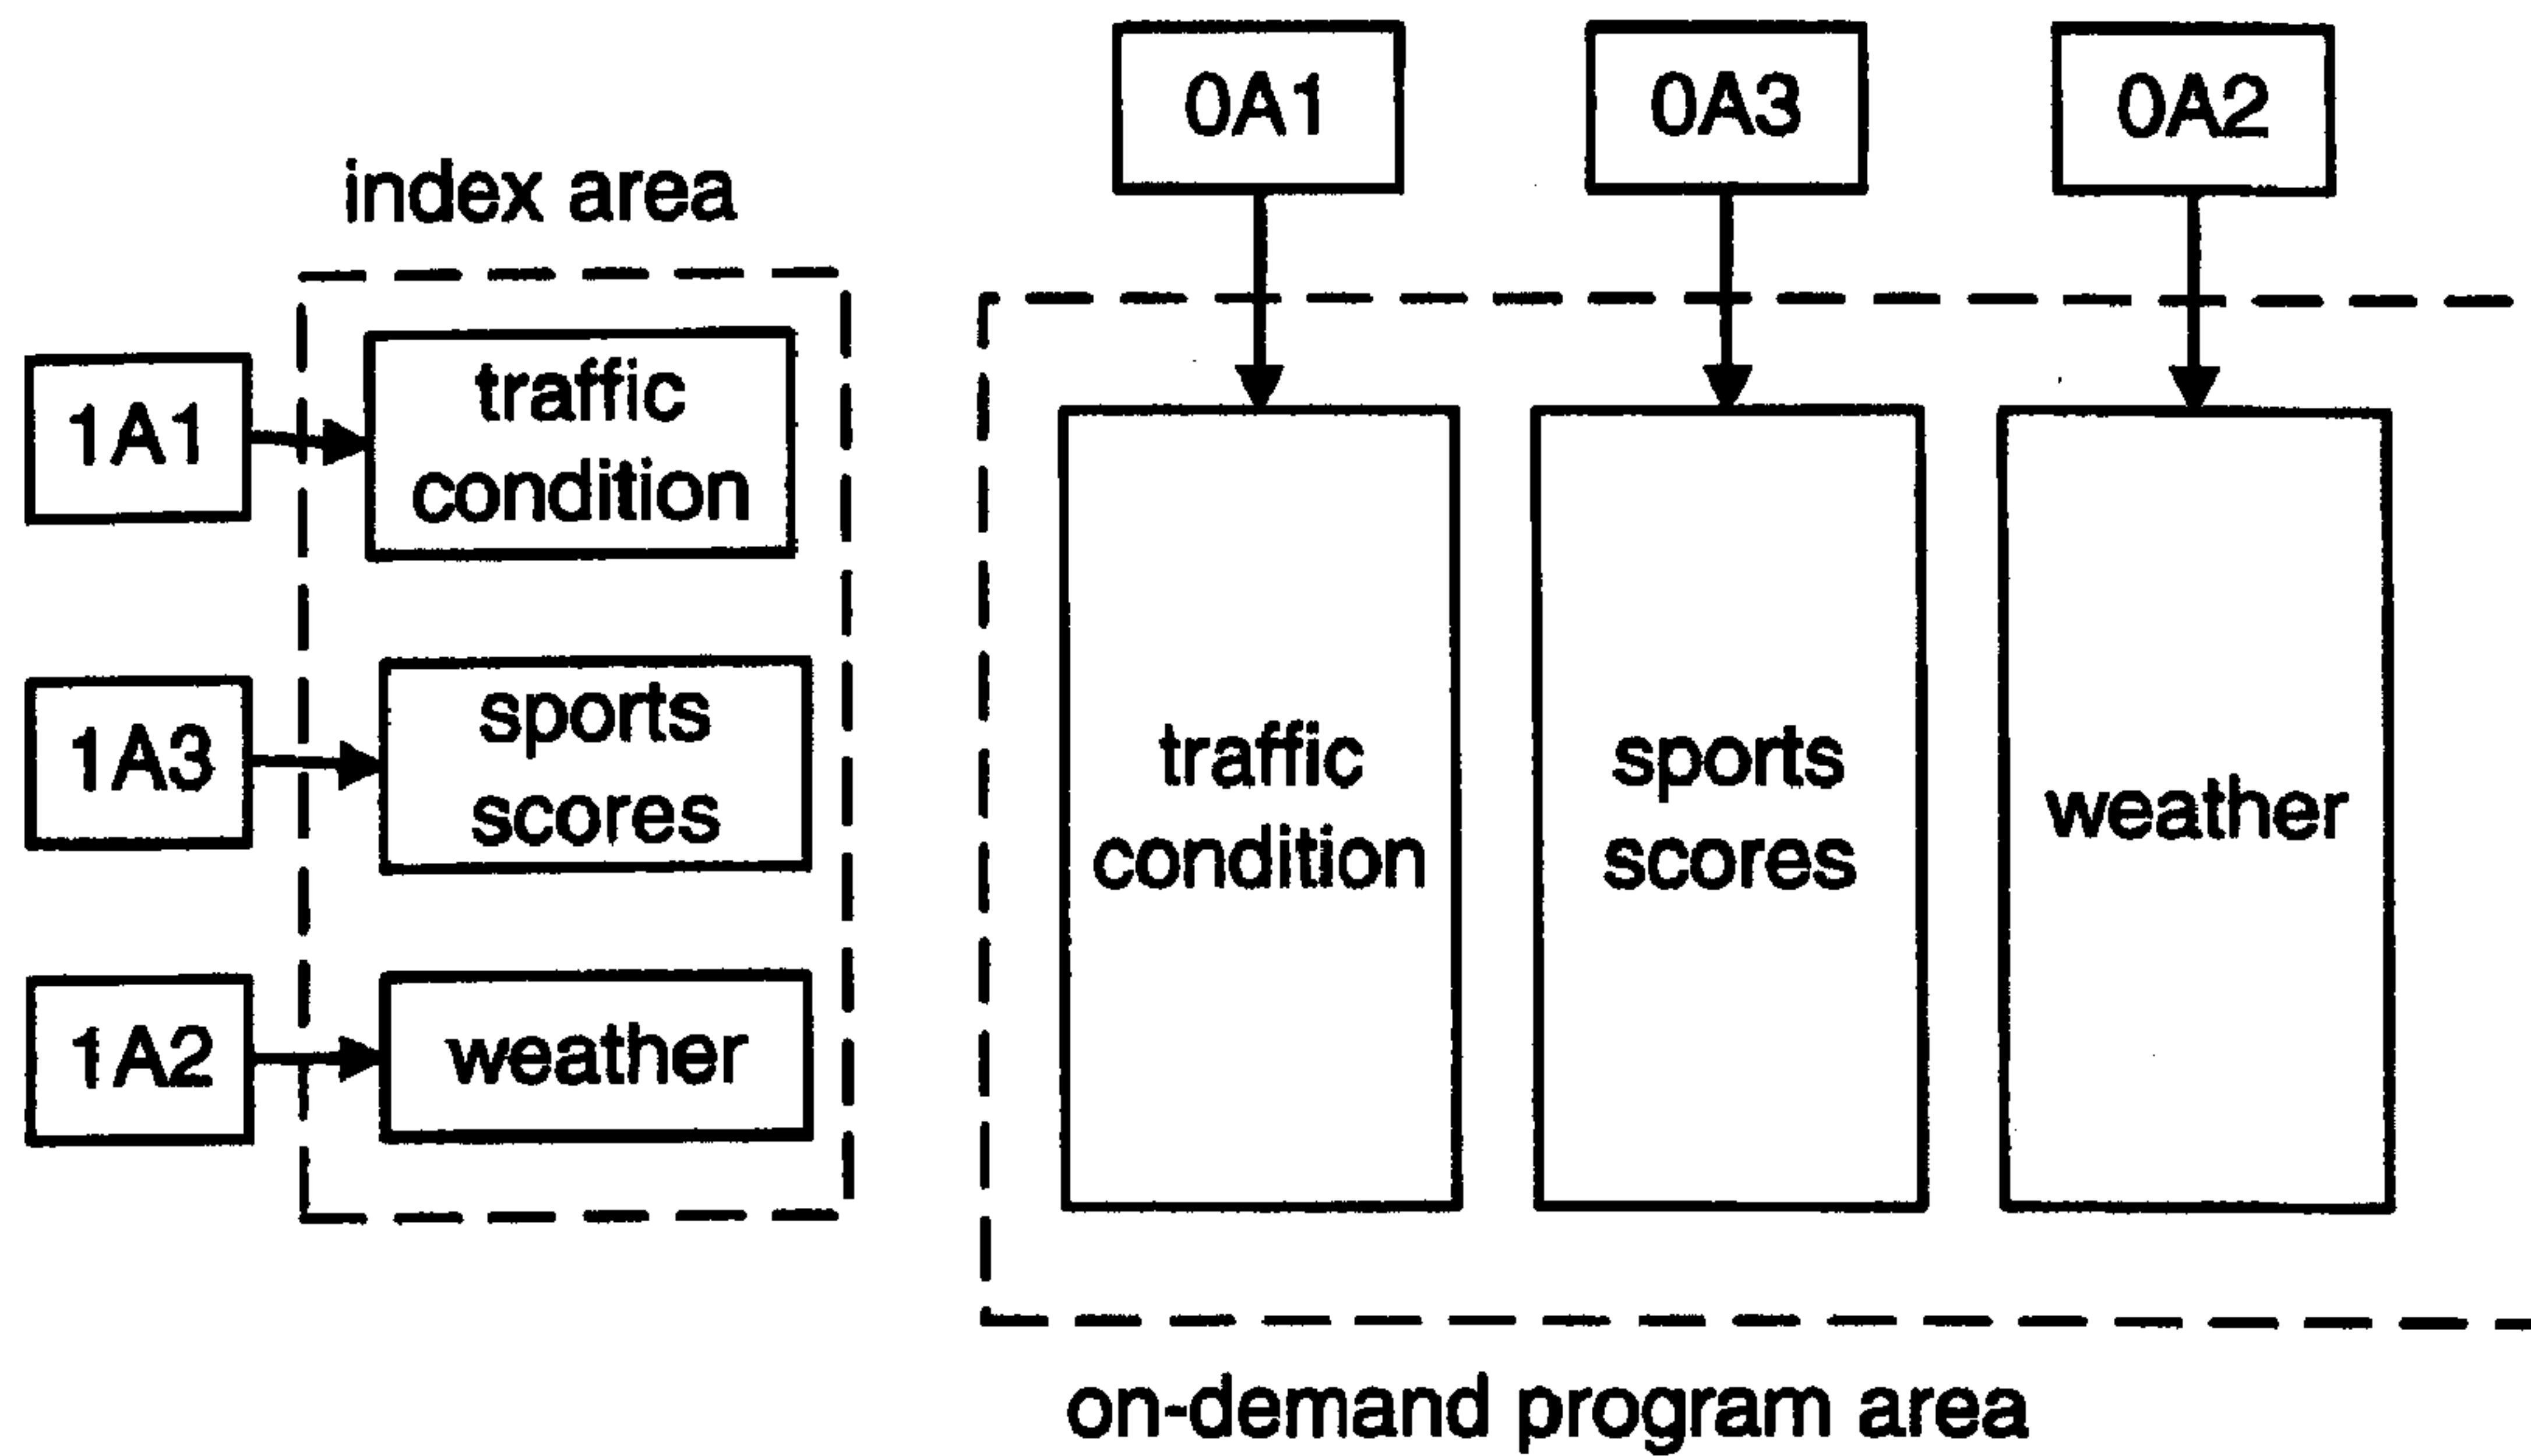 index area
1A1
traffic
condition
1A3
sports
scores
1A2
weather
0A1
0A3
0A2
traffic
condition
sports
scores
weather
on-demand program area